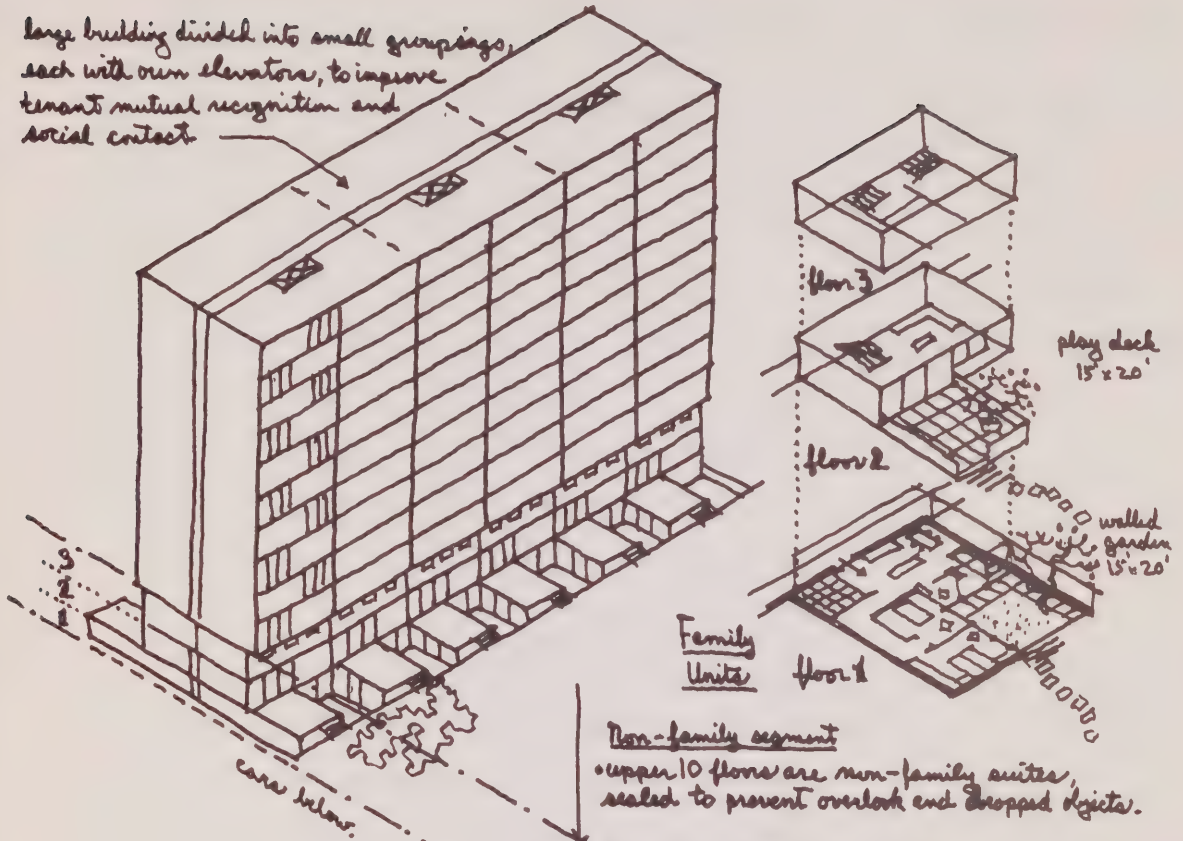 large building divided into small groupings,
each with own elevators, to improve
tenant mutual recognition and
social contact
floor 3
play deck
15'x20'
floor 2
walled
garden
15'x20'
3
2
1
Family
Units
floor 1
Non-family segment
•upper 10 floors are non-family suites,
sealed to prevent overlook and dropped objects.
cars below.